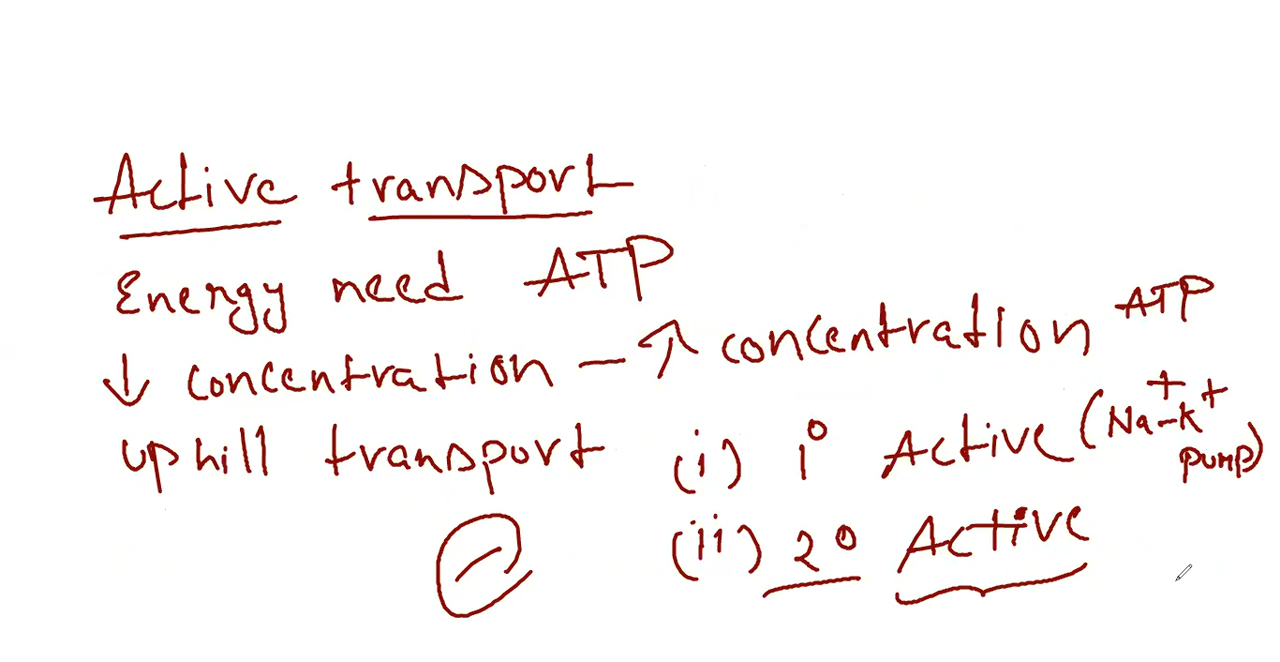 Active transport
Energy need ATP
↓ concentration - ↑ concentration ATP
uphill transport
(i) 1° Active (Na+-K+ pump)
(ii) 2° Active